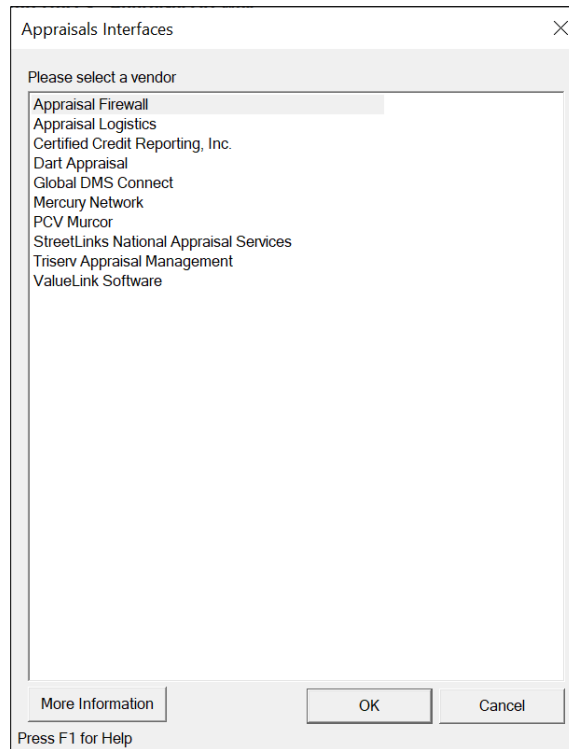 Appraisals Interfaces
Please select a vendor
Appraisal Firewall
Appraisal Logistics
Certified Credit Reporting, Inc.
Dart Appraisal
Global DMS Connect
Mercury Network
PCV Murcor
StreetLinks National Appraisal Services
Triserv Appraisal Management
ValueLink Software
More Information
OK
Cancel
Press F1 for Help